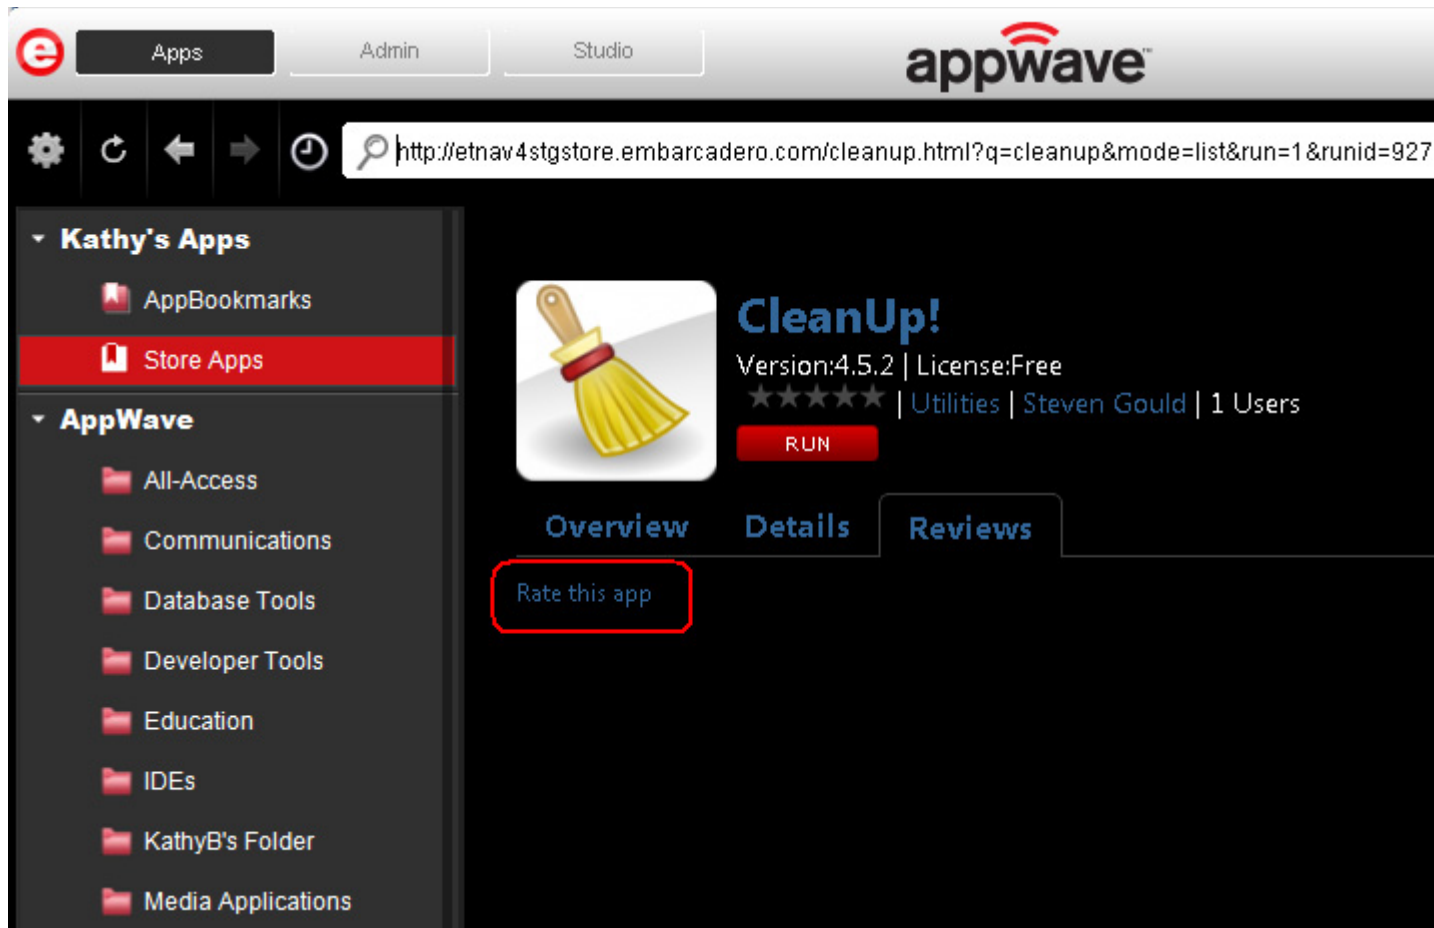 e Apps Admin Studio appwave™
http://etnav4stgstore.embarcadero.com/cleanup.html?q=cleanup&mode=list&run=1&runid=927
Kathy's Apps
AppBookmarks
Store Apps
AppWave
All-Access
Communications
Database Tools
Developer Tools
Education
IDEs
KathyB's Folder
Media Applications
CleanUp!
Version:4.5.2 | License:Free
| Utilities | Steven Gould | 1 Users
RUN
Overview Details Reviews
Rate this app